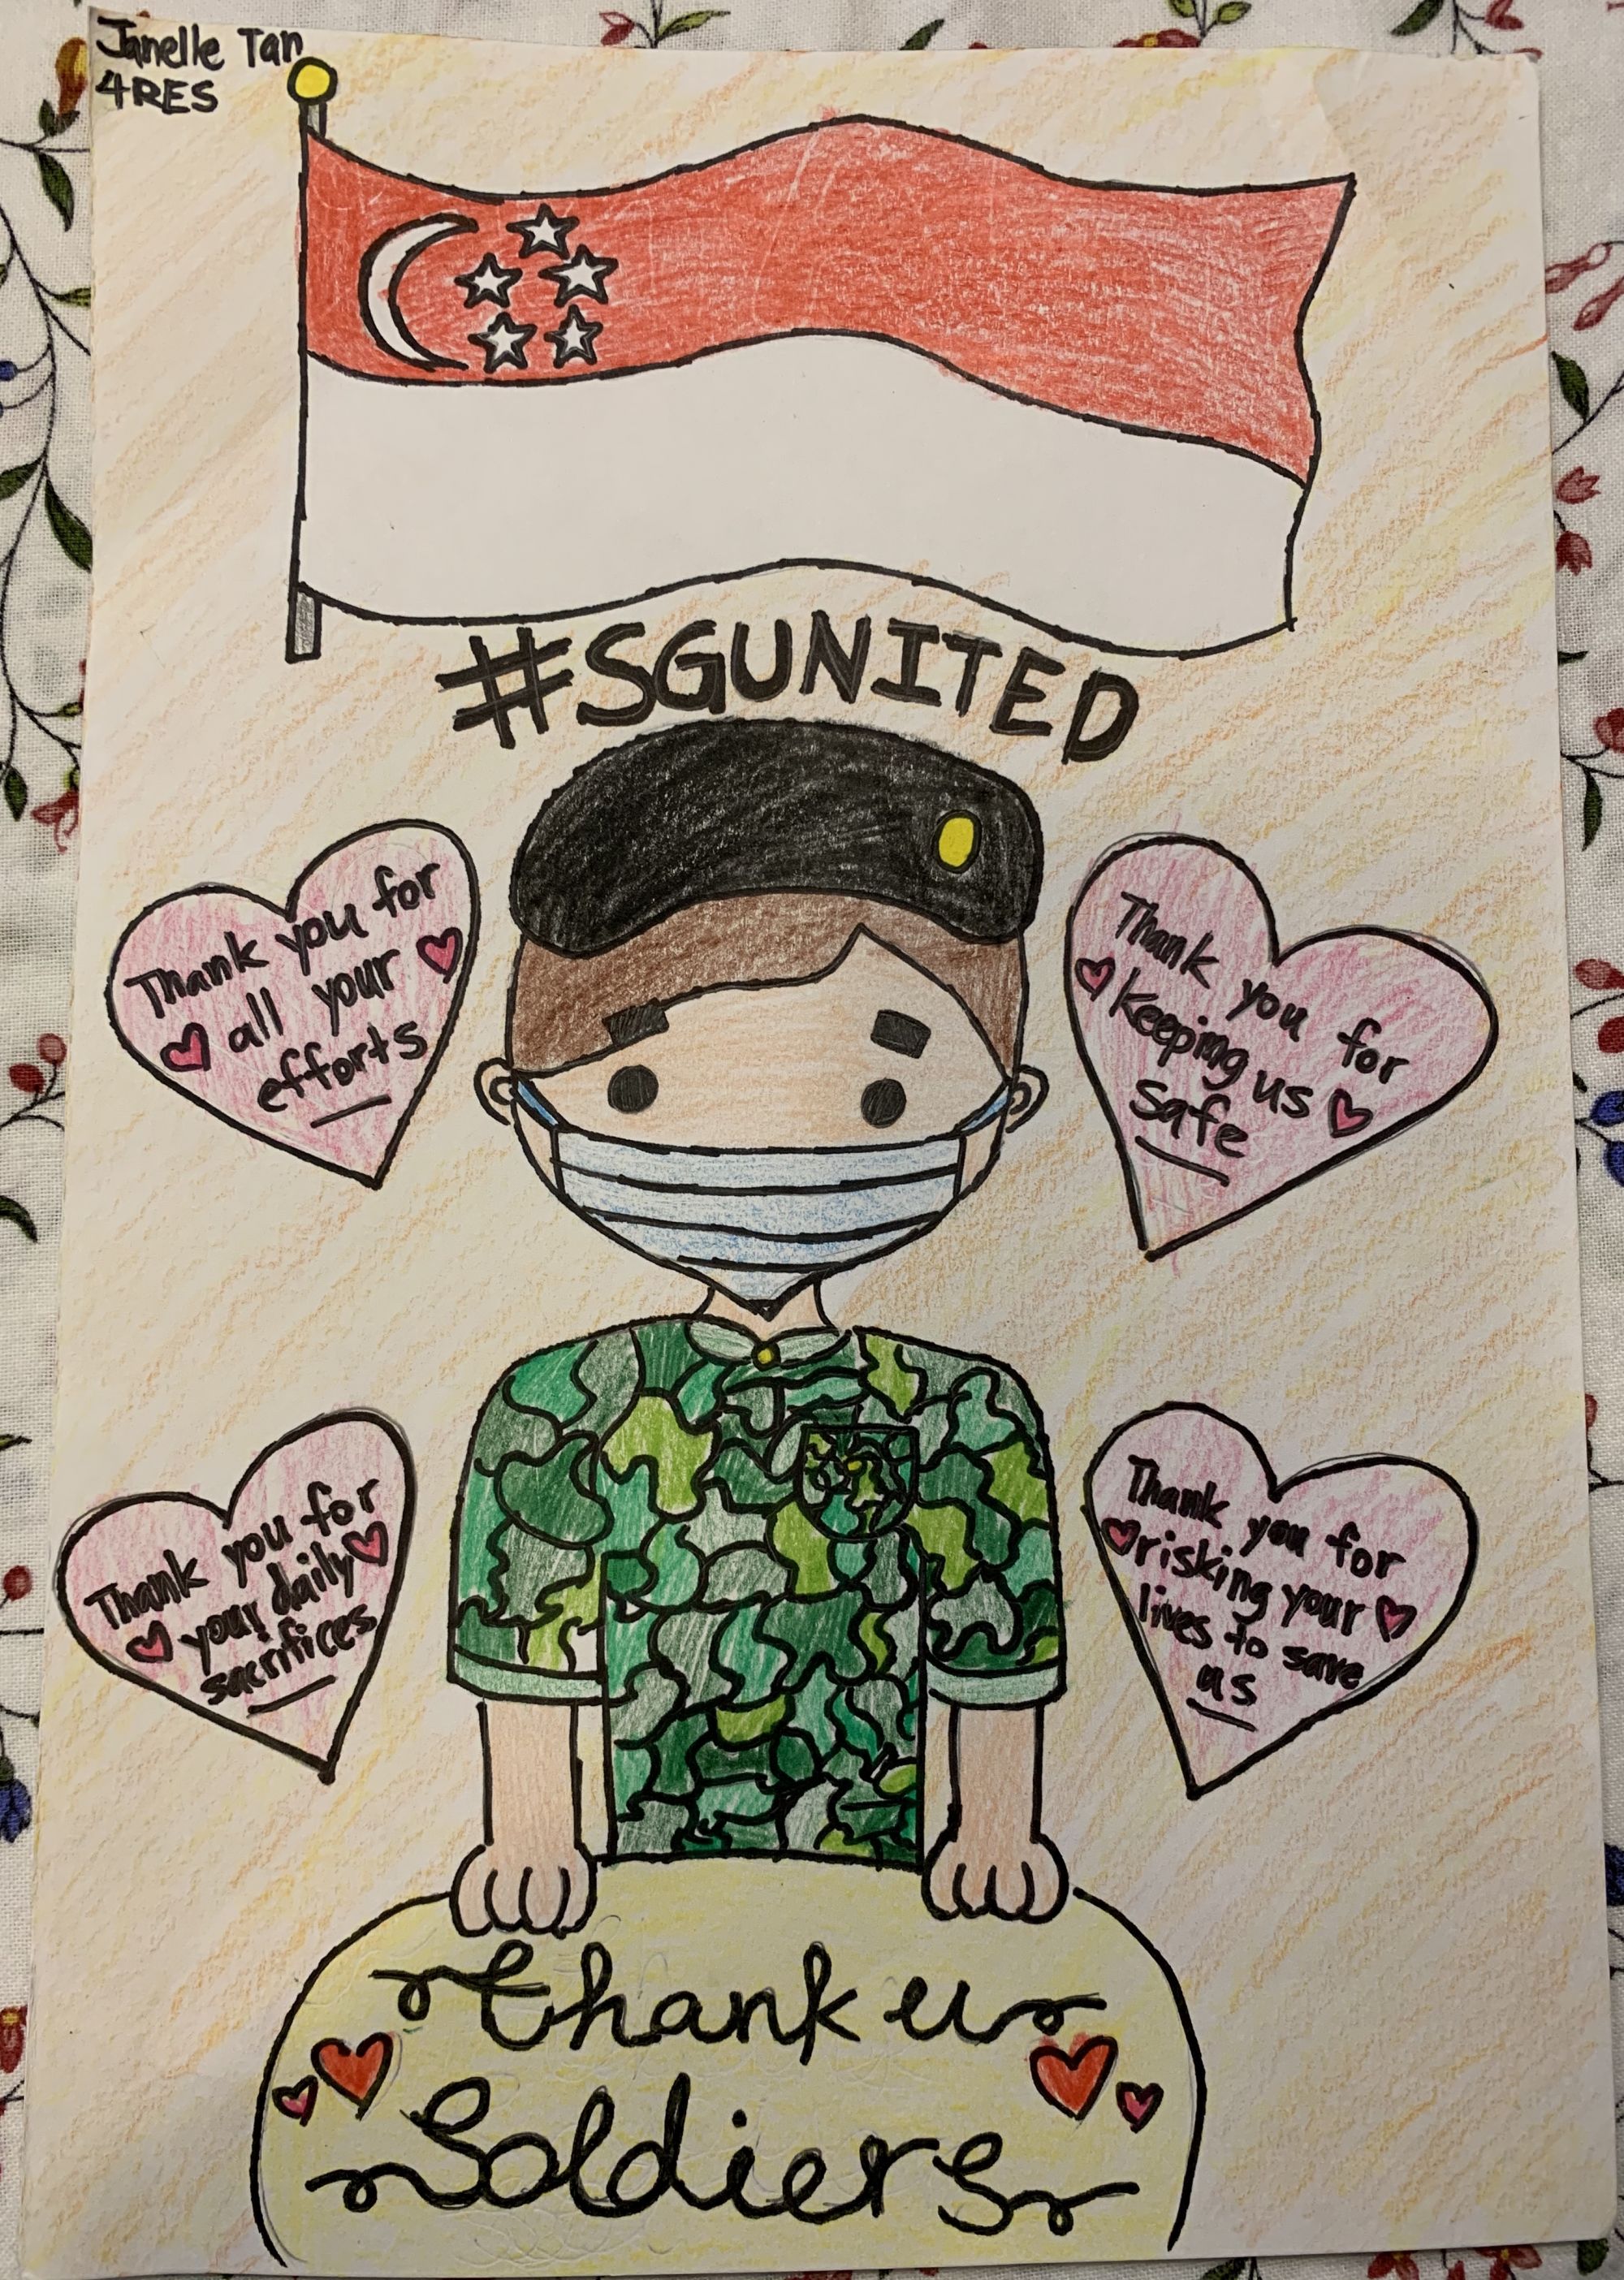 Janelle Tan
4RES
#SGUNITED
Thank you for
all your
efforts
Thank you for
keeping us
safe
Thank you for
your daily
sacrifices
Thank you for
risking your
lives to save
us
Thank u
Soldiers